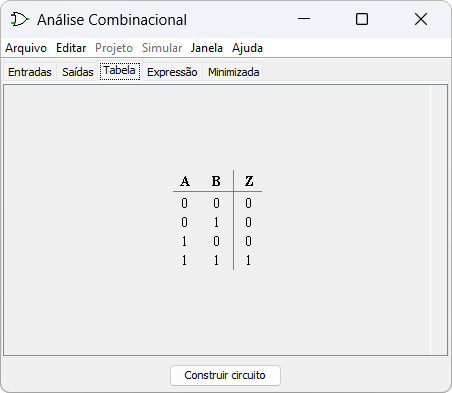 Análise Combinacional
Arquivo Editar Projeto Simular Janela Ajuda
Entradas Saídas Tabela Expressão Minimizada
A B Z
0 0 0
0 1 0
1 0 0
1 1 1
Construir circuito